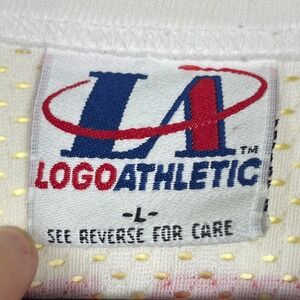 LA
TM
LOGOATHLETIC
-L-
SEE REVERSE FOR CARE